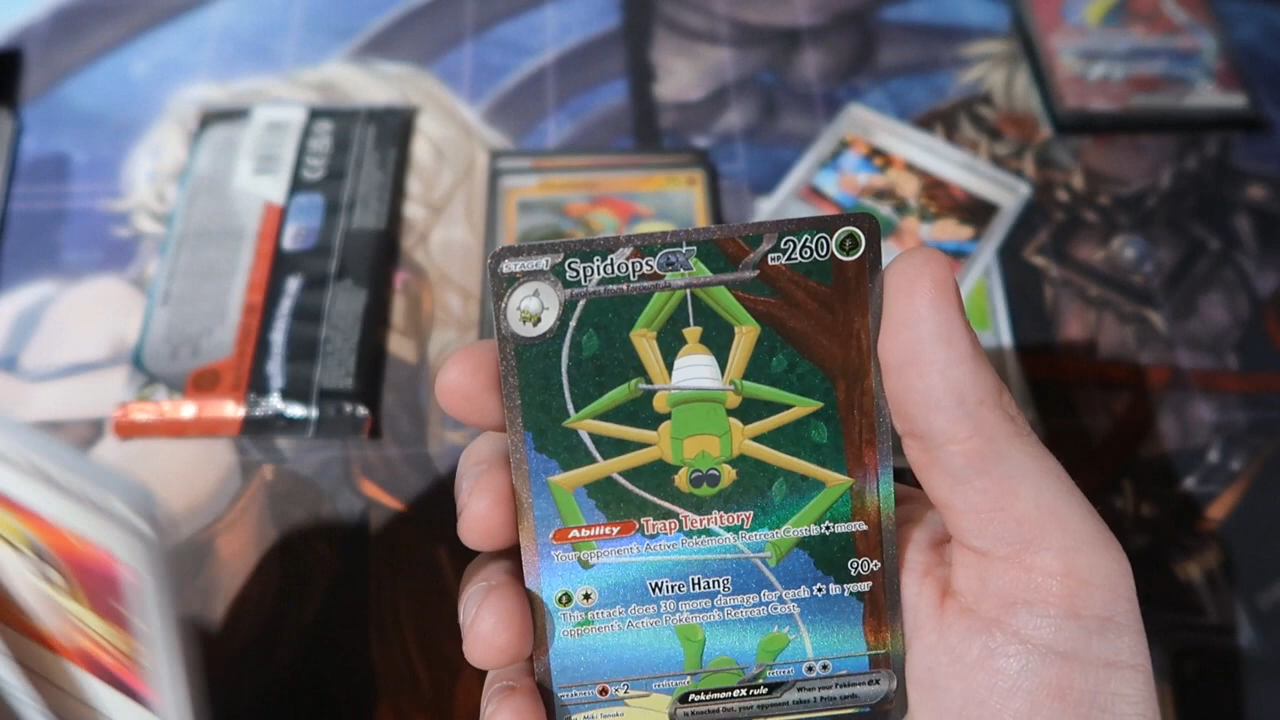 STAGE1 Spidops ex HP 260
Evolves from Tarountula
Ability Trap Territory
Your opponent's Active Pokémon's Retreat Cost is more.
Wire Hang 90+
This attack does 30 more damage for each in your
opponent's Active Pokémon's Retreat Cost.
weakness ×2 resistance retreat
Pokémon ex rule When your Pokémon ex
is Knocked Out, your opponent takes 2 Prize cards.
Illus. Miki Tanaka